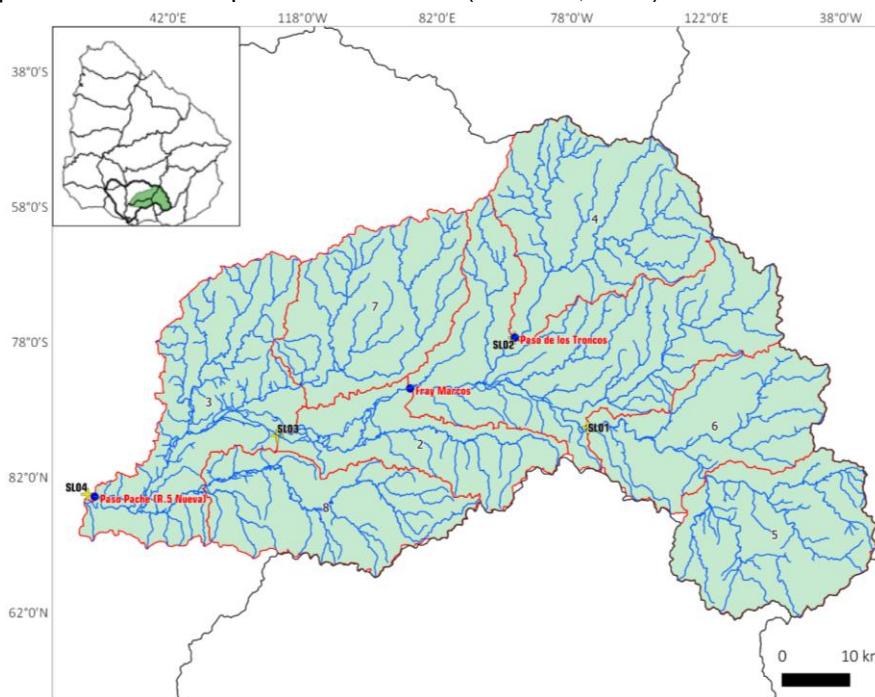 42°0'E 118°0'W 82°0'E 78°0'W 122°0'E 38°0'W
38°0'S
58°0'S
4
7
78°0'S
SL02 Paso de los Troncos
Fray Marcos
3
SL03
SL01
6
2
82°0'S
SL04
Paso Pache (R.5 Nueva)
8
5
62°0'N
0 10 km